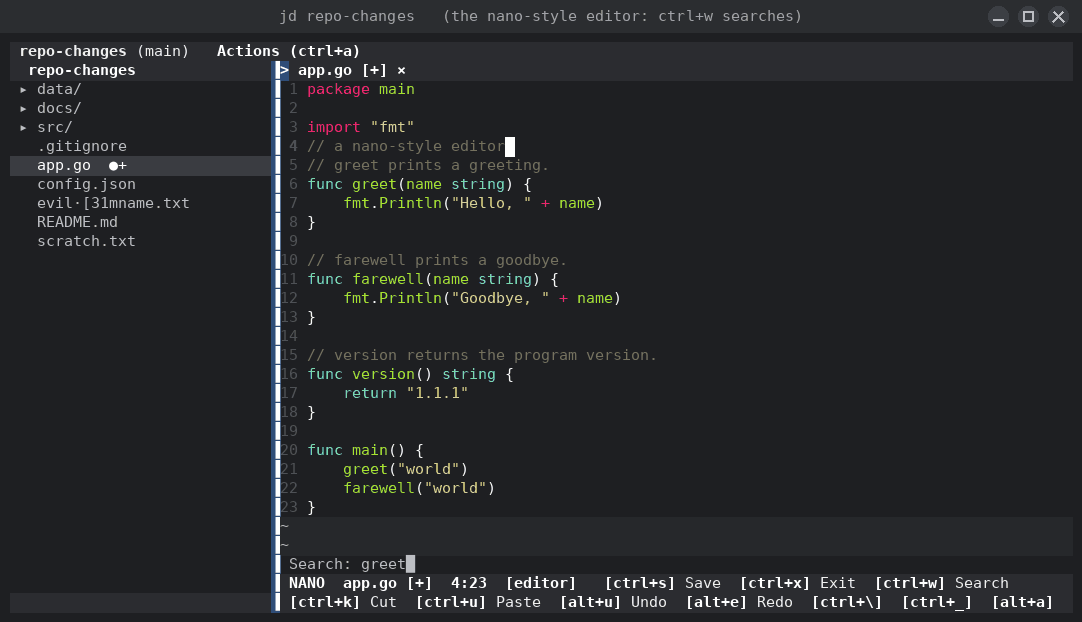 jd repo-changes   (the nano-style editor: ctrl+w searches)
repo-changes (main)   Actions (ctrl+a)
repo-changes
> app.go [+] ×
▸ data/
1 package main
▸ docs/
2
▸ src/
3 import "fmt"
.gitignore
4 // a nano-style editor
app.go  ●+
5 // greet prints a greeting.
config.json
6 func greet(name string) {
evil·[31mname.txt
7     fmt.Println("Hello, " + name)
README.md
8 }
scratch.txt
9
10 // farewell prints a goodbye.
11 func farewell(name string) {
12     fmt.Println("Goodbye, " + name)
13 }
14
15 // version returns the program version.
16 func version() string {
17     return "1.1.1"
18 }
19
20 func main() {
21     greet("world")
22     farewell("world")
23 }
~
~
Search: greet
NANO  app.go [+]  4:23  [editor]   [ctrl+s] Save  [ctrl+x] Exit  [ctrl+w] Search
[ctrl+k] Cut  [ctrl+u] Paste  [alt+u] Undo  [alt+e] Redo  [ctrl+\]  [ctrl+_]  [alt+a]